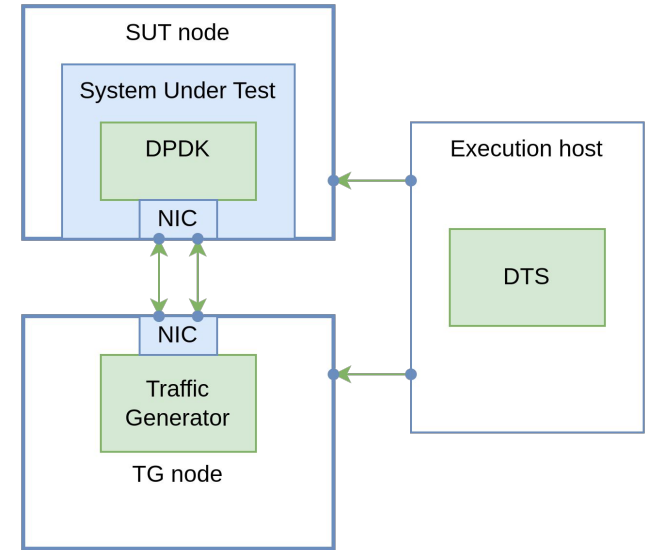 SUT node
System Under Test
DPDK
NIC
Execution host
DTS
NIC
Traffic
Generator
TG node